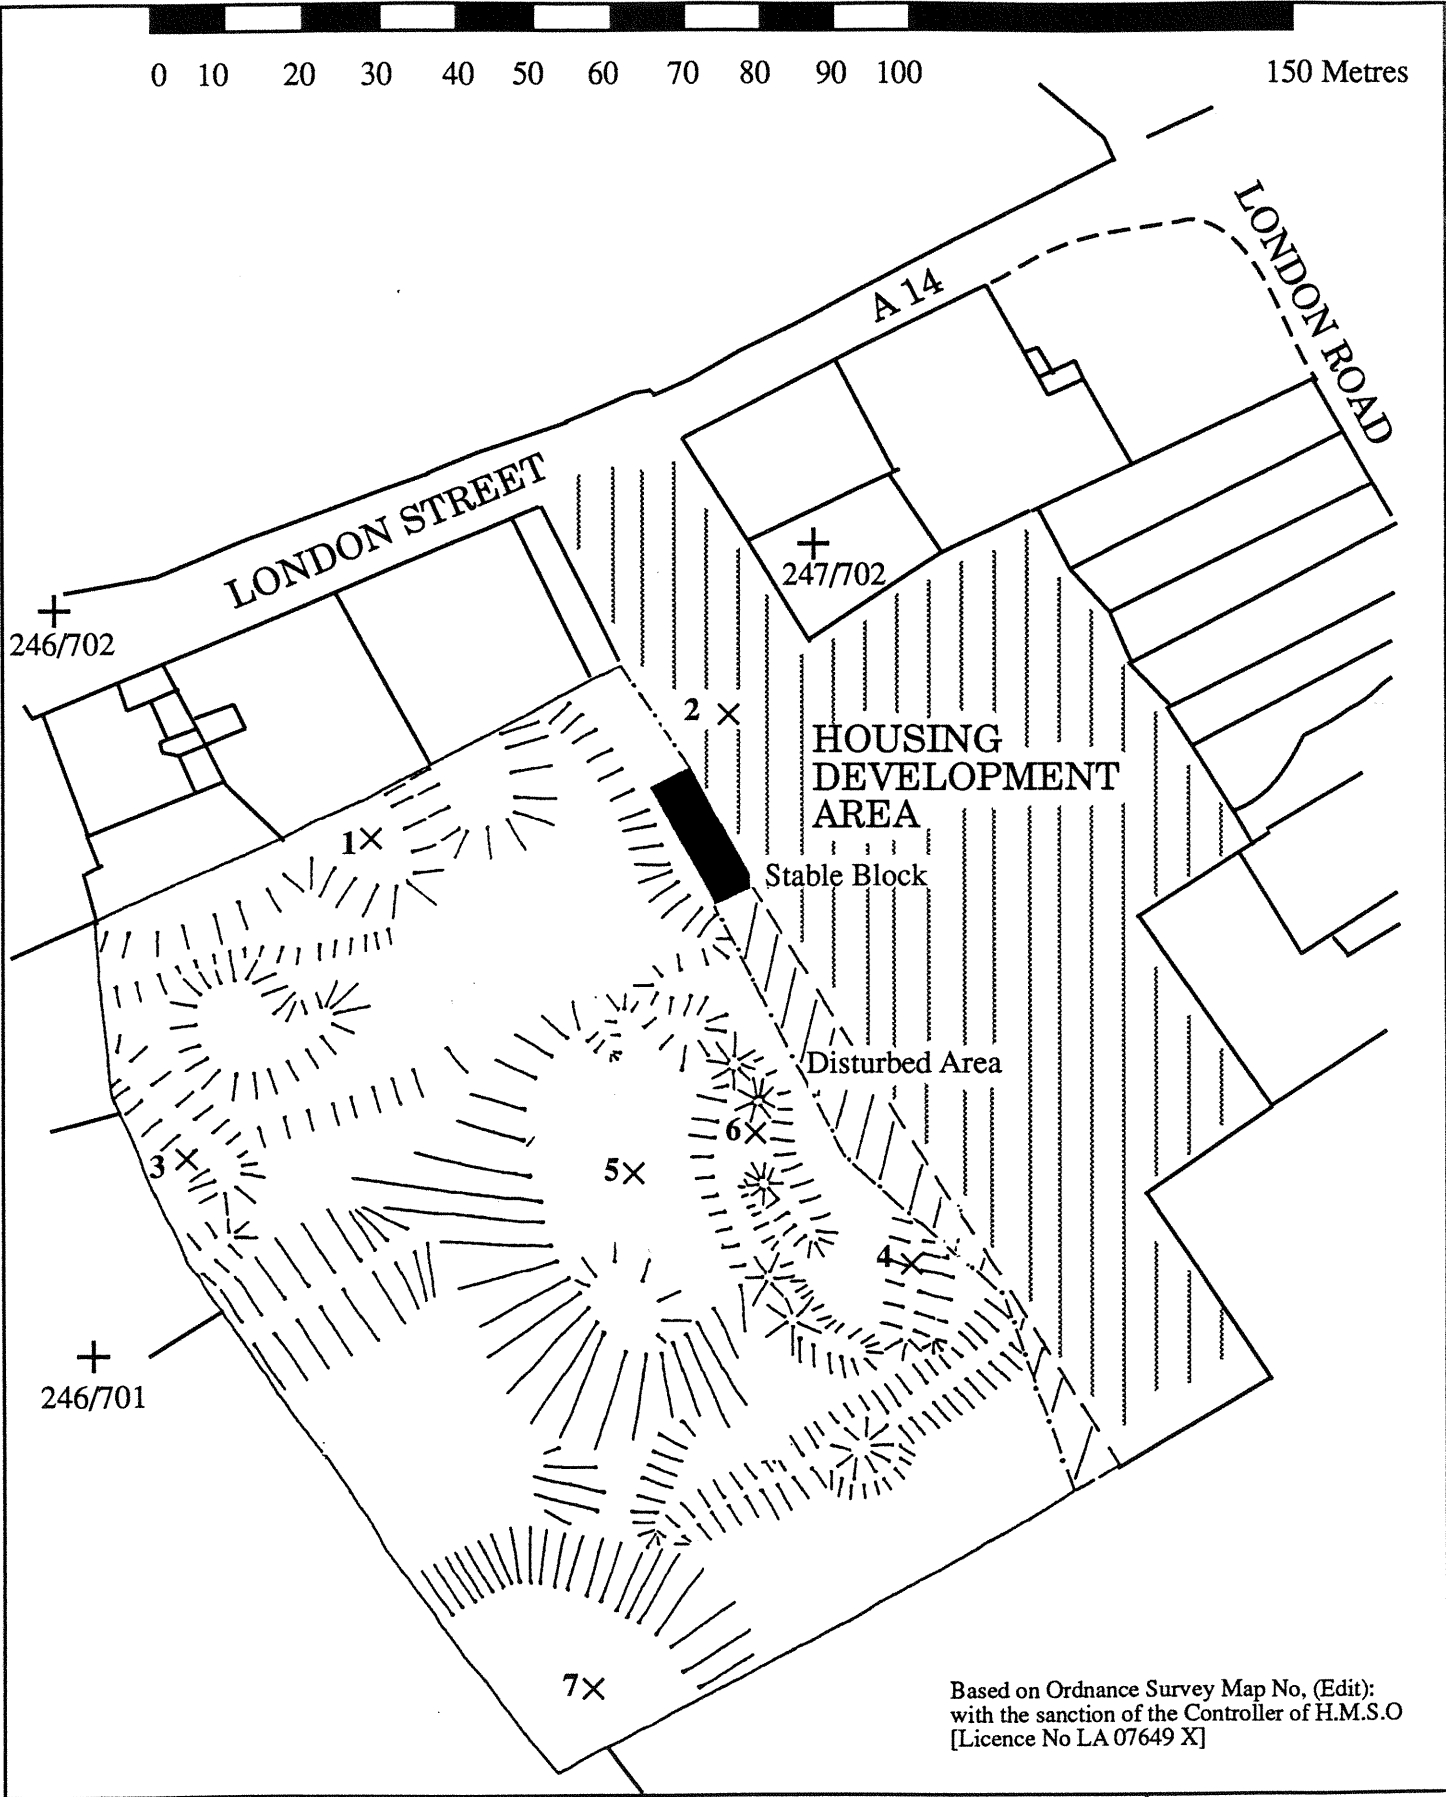 0 10 20 30 40 50 60 70 80 90 100 150 Metres
LONDON ROAD
A 14
LONDON STREET
247/702
246/702
2
HOUSING
DEVELOPMENT
AREA
1
Stable Block
Disturbed Area
6
3
5
4
246/701
7
Based on Ordnance Survey Map No, (Edit):
with the sanction of the Controller of H.M.S.O
[Licence No LA 07649 X]